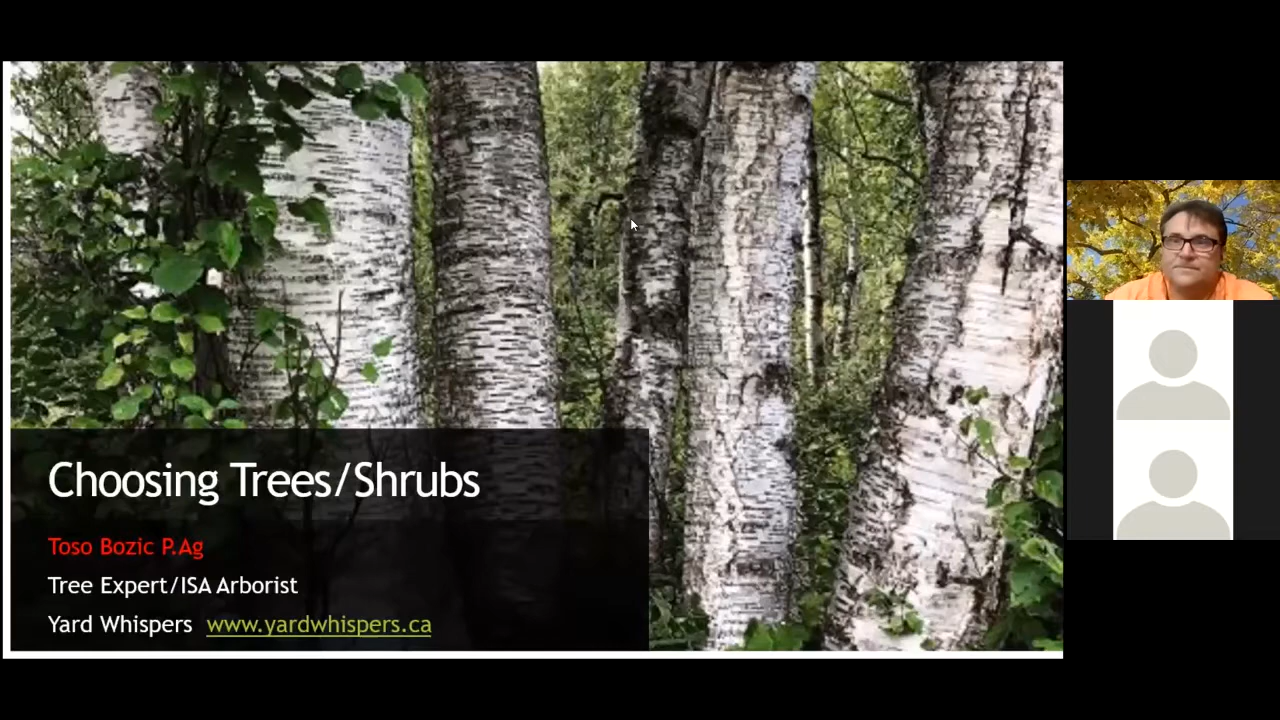 Choosing Trees/Shrubs
Toso Bozic P.Ag
Tree Expert/ISA Arborist
Yard Whispers www.yardwhispers.ca